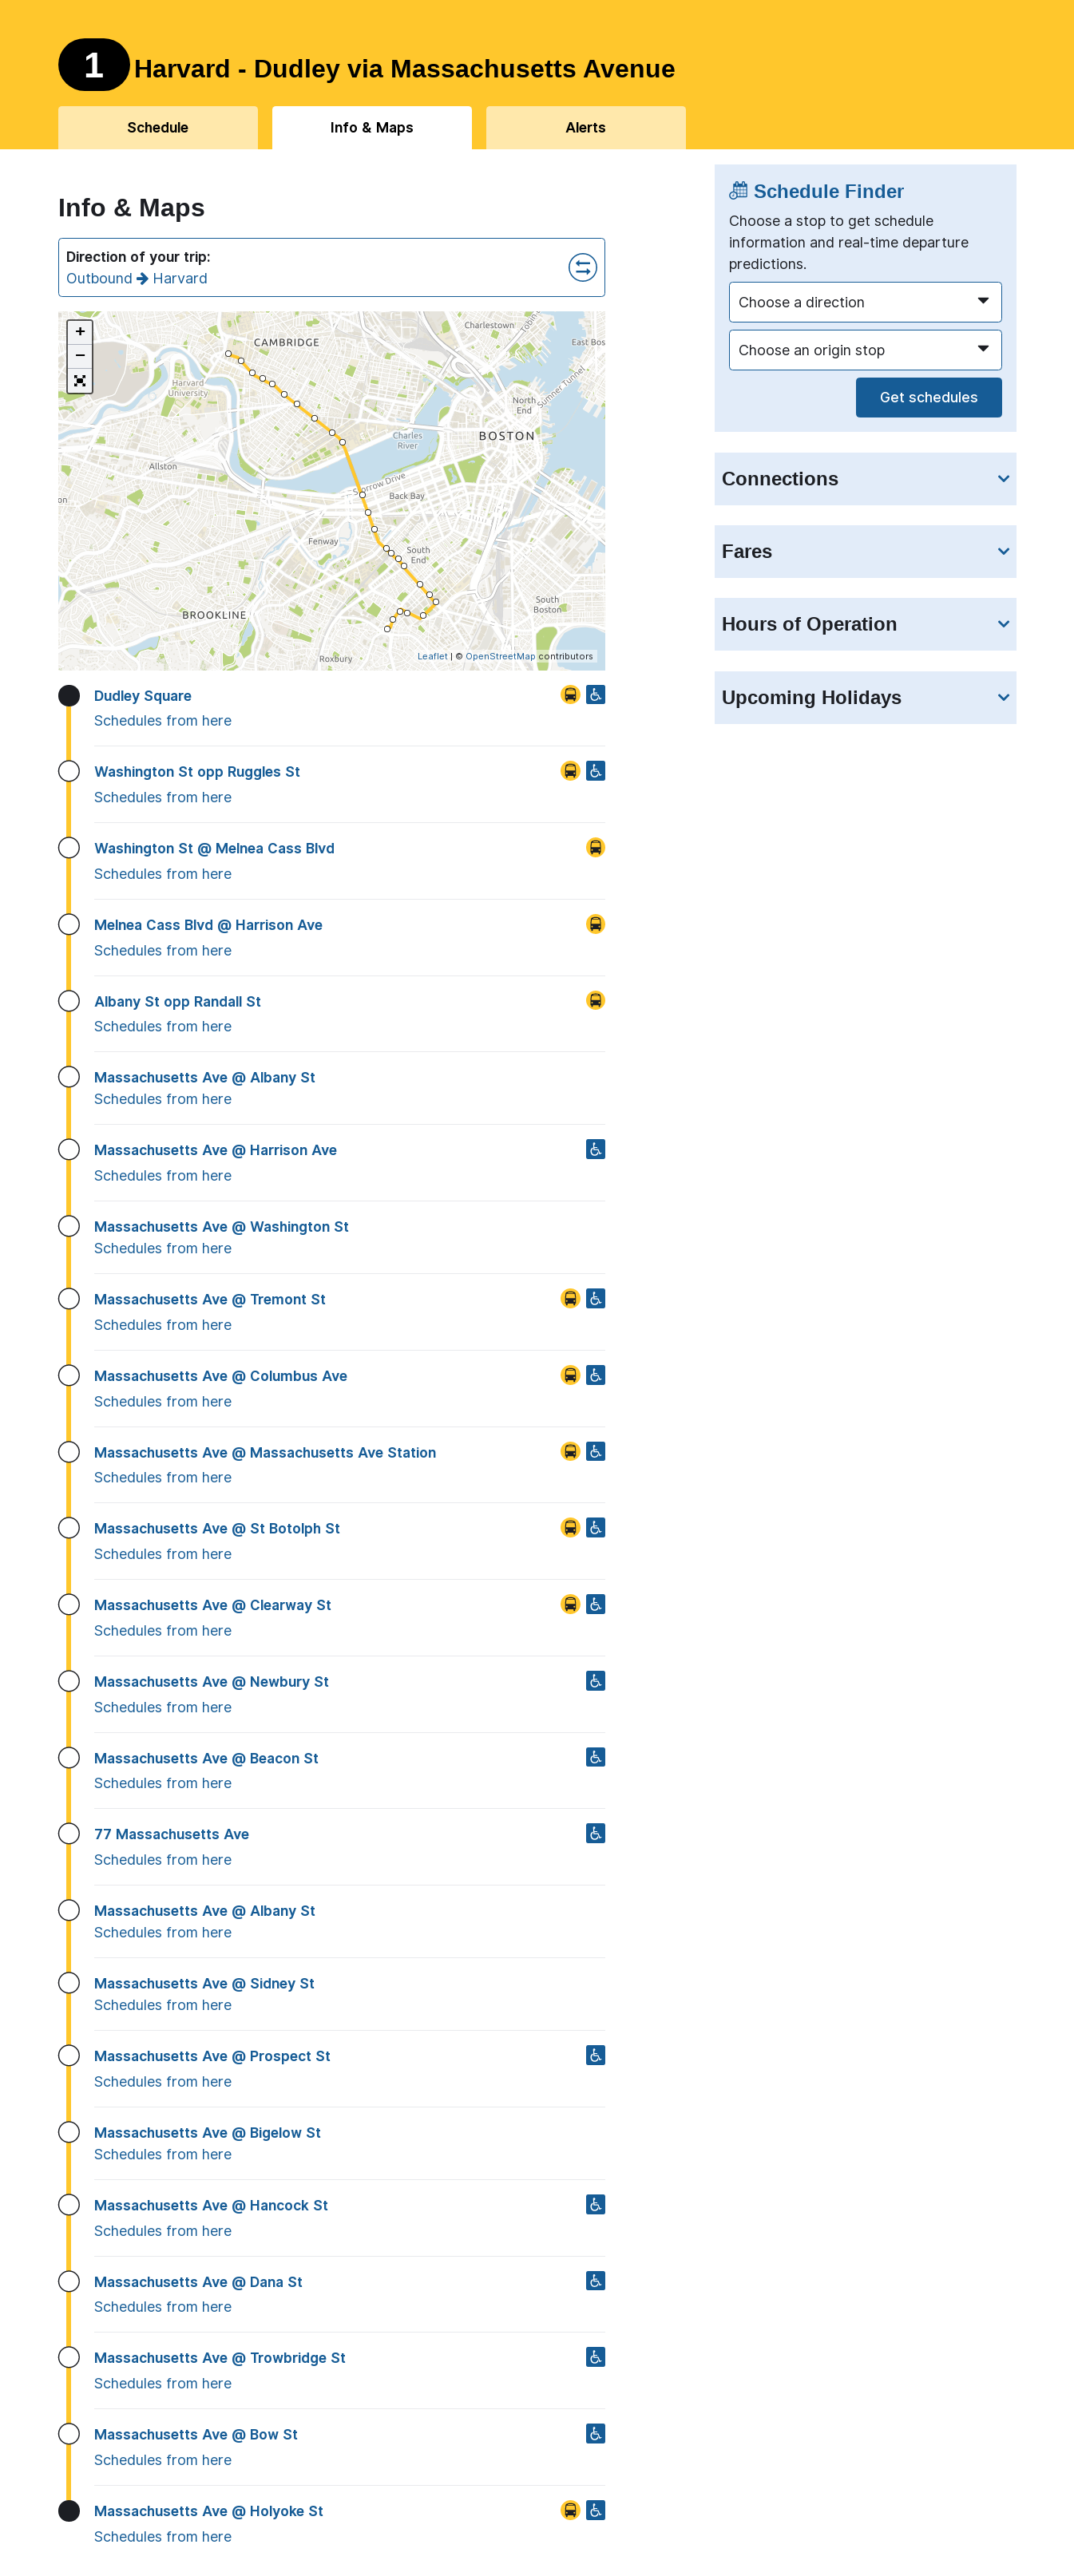 1 Harvard - Dudley via Massachusetts Avenue
Schedule
Info & Maps
Alerts
Info & Maps
Direction of your trip:
Outbound Harvard
+
−
CAMBRIDGE
Charlestown
Harvard
University
North
End
Sumner Tunnel
BOSTON
Charles
River
Allston
Back Bay
Fenway
South
End
BROOKLINE
South
Boston
Roxbury
Leaflet | © OpenStreetMap contributors
Dudley Square
Schedules from here
Washington St opp Ruggles St
Schedules from here
Washington St @ Melnea Cass Blvd
Schedules from here
Melnea Cass Blvd @ Harrison Ave
Schedules from here
Albany St opp Randall St
Schedules from here
Massachusetts Ave @ Albany St
Schedules from here
Massachusetts Ave @ Harrison Ave
Schedules from here
Massachusetts Ave @ Washington St
Schedules from here
Massachusetts Ave @ Tremont St
Schedules from here
Massachusetts Ave @ Columbus Ave
Schedules from here
Massachusetts Ave @ Massachusetts Ave Station
Schedules from here
Massachusetts Ave @ St Botolph St
Schedules from here
Massachusetts Ave @ Clearway St
Schedules from here
Massachusetts Ave @ Newbury St
Schedules from here
Massachusetts Ave @ Beacon St
Schedules from here
77 Massachusetts Ave
Schedules from here
Massachusetts Ave @ Albany St
Schedules from here
Massachusetts Ave @ Sidney St
Schedules from here
Massachusetts Ave @ Prospect St
Schedules from here
Massachusetts Ave @ Bigelow St
Schedules from here
Massachusetts Ave @ Hancock St
Schedules from here
Massachusetts Ave @ Dana St
Schedules from here
Massachusetts Ave @ Trowbridge St
Schedules from here
Massachusetts Ave @ Bow St
Schedules from here
Massachusetts Ave @ Holyoke St
Schedules from here
Schedule Finder
Choose a stop to get schedule
information and real-time departure
predictions.
Choose a direction
Choose an origin stop
Get schedules
Connections
Fares
Hours of Operation
Upcoming Holidays